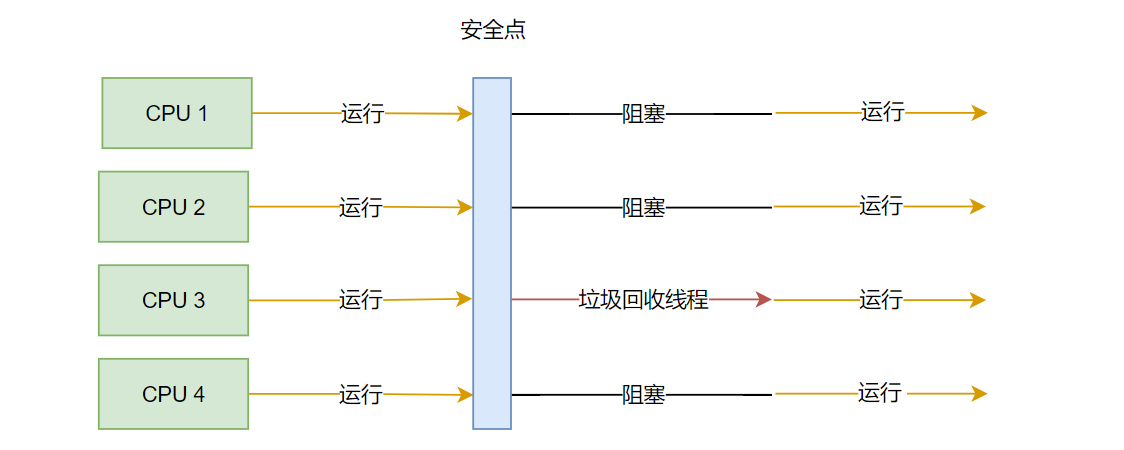 安全点
CPU 1 运行 阻塞 运行
CPU 2 运行 阻塞 运行
CPU 3 运行 垃圾回收线程 运行
CPU 4 运行 阻塞 运行